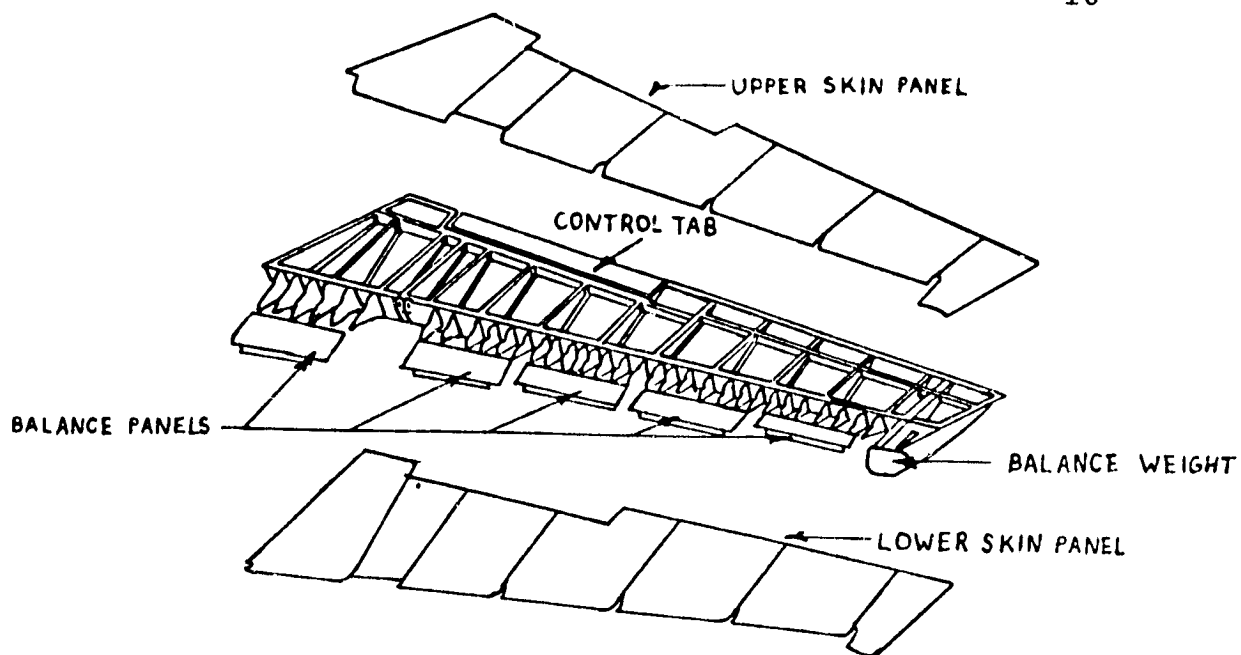 UPPER SKIN PANEL
CONTROL TAB
BALANCE PANELS
BALANCE WEIGHT
LOWER SKIN PANEL